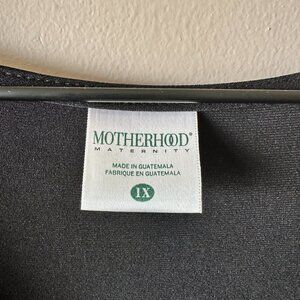 MOTHERHOOD®
MATERNITY
MADE IN GUATEMALA
FABRIQUE EN GUATEMALA
1X